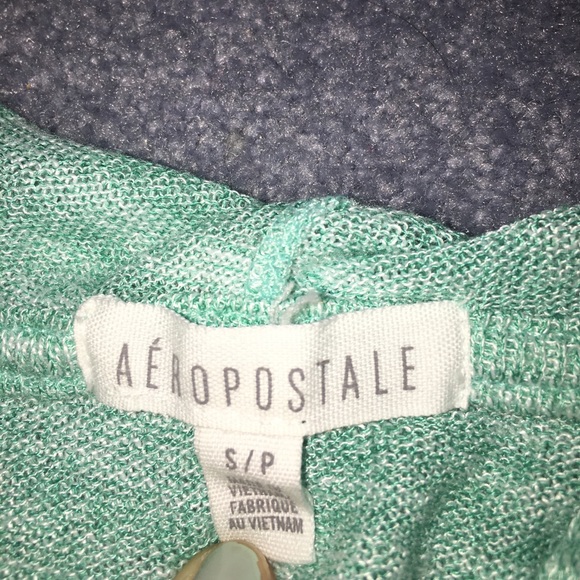 AÉROPOSTALE
S/P
VIETNAM
FABRIQUE
AU VIETNAM